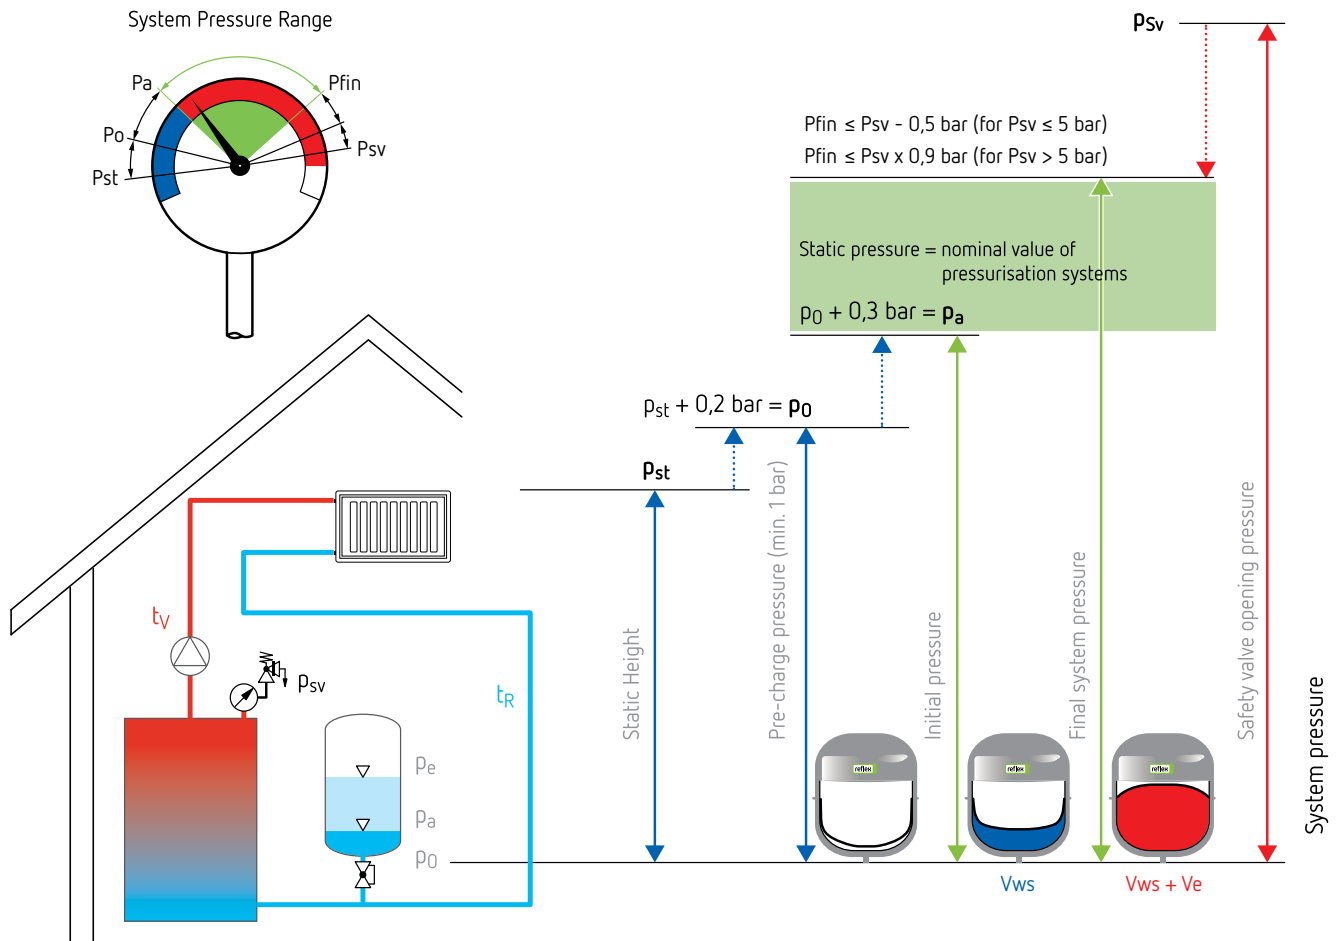 System Pressure Range
Pa
Pfin
Po
Psv
Pst
pSv
Pfin ≤ Psv - 0,5 bar (for Psv ≤ 5 bar)
Pfin ≤ Psv x 0,9 bar (for Psv > 5 bar)
Static pressure = nominal value of
pressurisation systems
p0 + 0,3 bar = pa
pst + 0,2 bar = p0
pst
Static Height
Pre-charge pressure (min. 1 bar)
Initial pressure
Final system pressure
Safety valve opening pressure
System pressure
tV
pSV
tR
pe
pa
p0
reflex
reflex
reflex
Vws
Vws + Ve